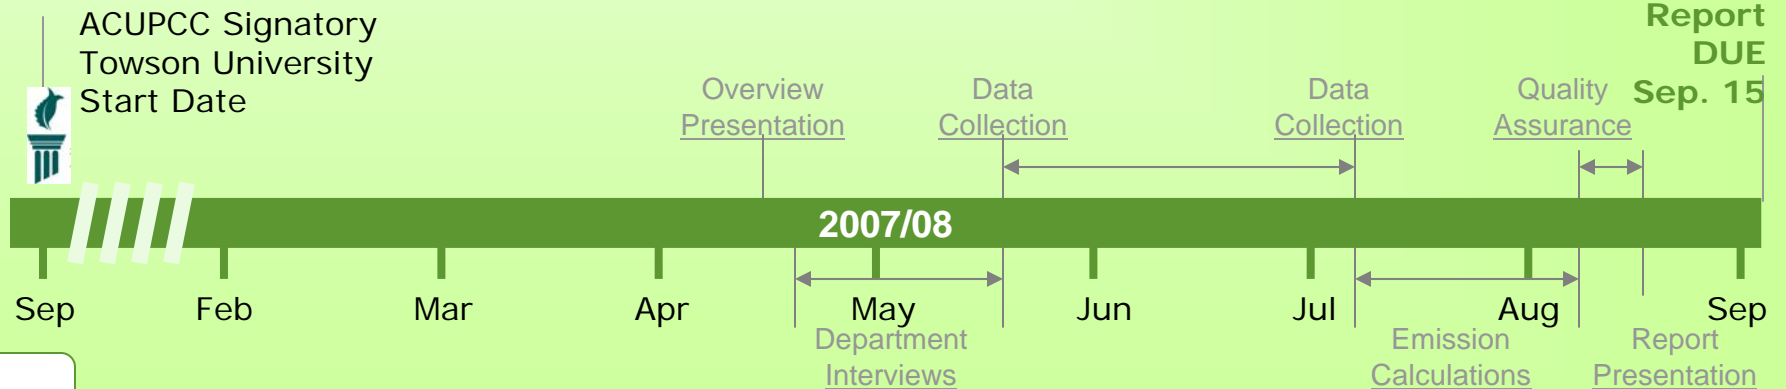 ACUPCC Signatory
Towson University
Start Date
Report
DUE
Sep. 15
Overview
Presentation
Data
Collection
Data
Collection
Quality
Assurance
2007/08
Sep Feb Mar Apr May Jun Jul Aug Sep
Department
Interviews
Emission
Calculations
Report
Presentation